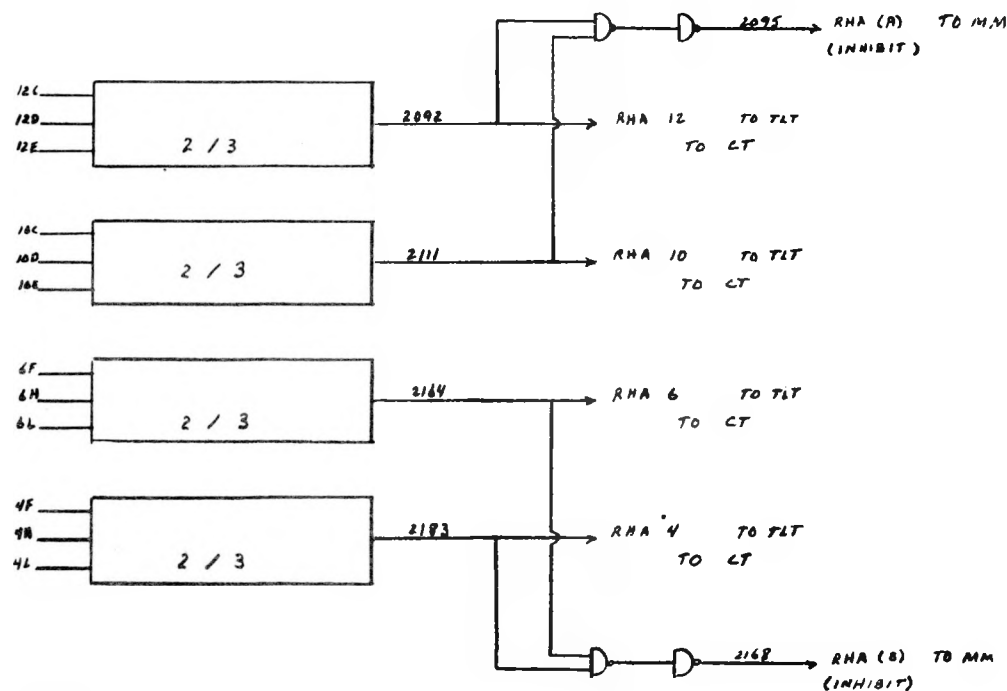 2095 RHA (A) TO MM
(INHIBIT)
12C
12D 2092 RHA 12 TO TLT
12E 2 / 3 TO CT
10C
10D 2111 RHA 10 TO TLT
10E 2 / 3 TO CT
6F
6H 2164 RHA 6 TO TLT
6L 2 / 3 TO CT
4F
4H 2183 RHA 4 TO TLT
4L 2 / 3 TO CT
2168 RHA (B) TO MM
(INHIBIT)